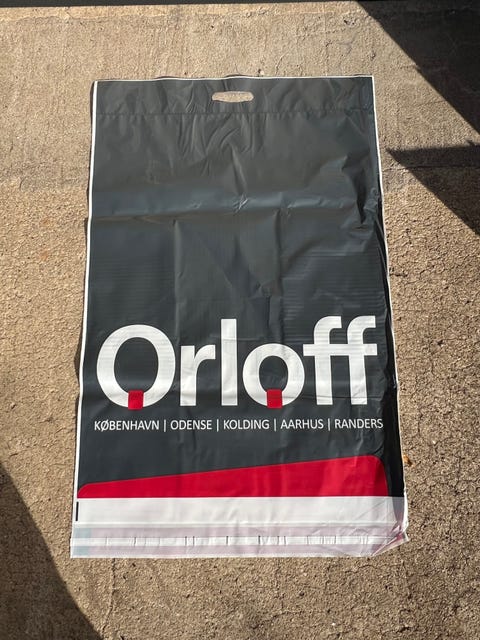 Orloff
KØBENHAVN | ODENSE | KOLDING | AARHUS | RANDERS